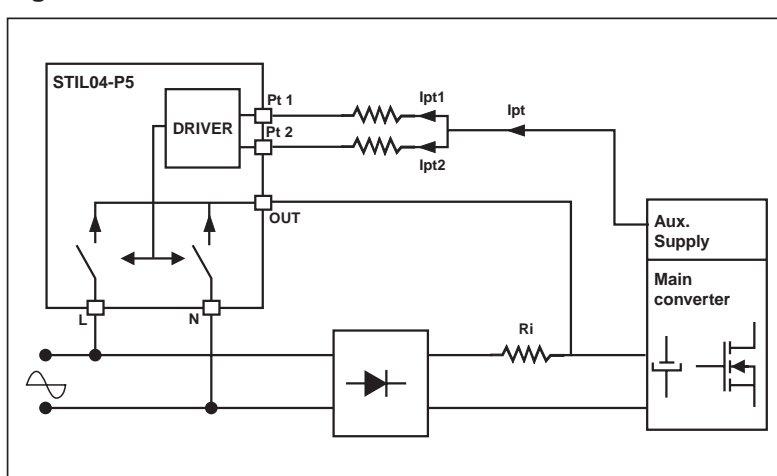 STIL04-P5
DRIVER
Pt 1
Pt 2
Ipt1
Ipt
Ipt2
OUT
L
N
Ri
Aux.
Supply
Main
converter